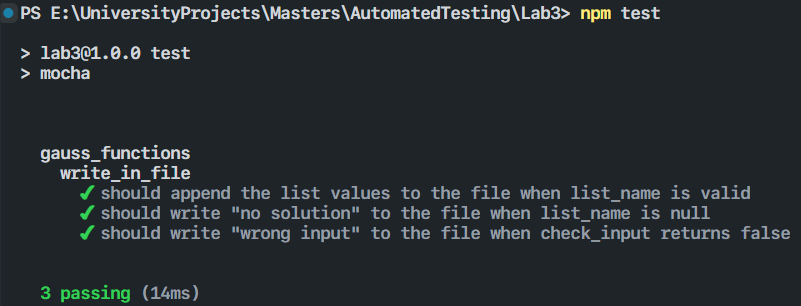 PS E:\UniversityProjects\Masters\AutomatedTesting\Lab3> npm test
> lab3@1.0.0 test
> mocha
gauss_functions
write_in_file
✔ should append the list values to the file when list_name is valid
✔ should write "no solution" to the file when list_name is null
✔ should write "wrong input" to the file when check_input returns false
3 passing (14ms)